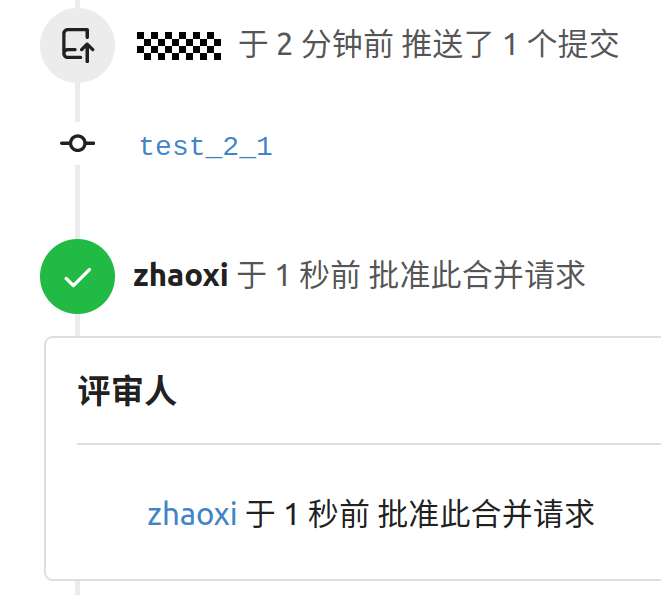 于 2 分钟前 推送了 1 个提交
test_2_1
zhaoxi 于 1 秒前 批准此合并请求
评审人
zhaoxi 于 1 秒前 批准此合并请求